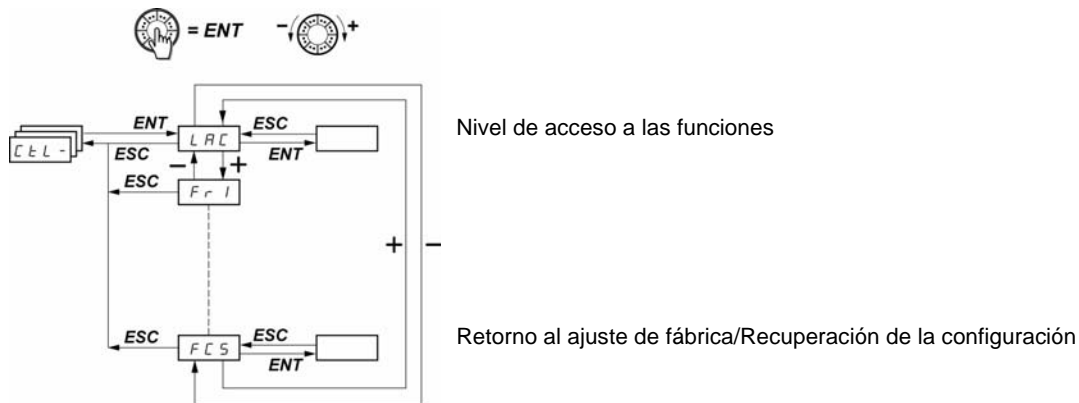 = ENT - +
ENT LAC ESC Nivel de acceso a las funciones
CtL - ESC ENT
- +
ESC Fr1
+ -
ESC FCS ESC Retorno al ajuste de fábrica/Recuperación de la configuración
ENT